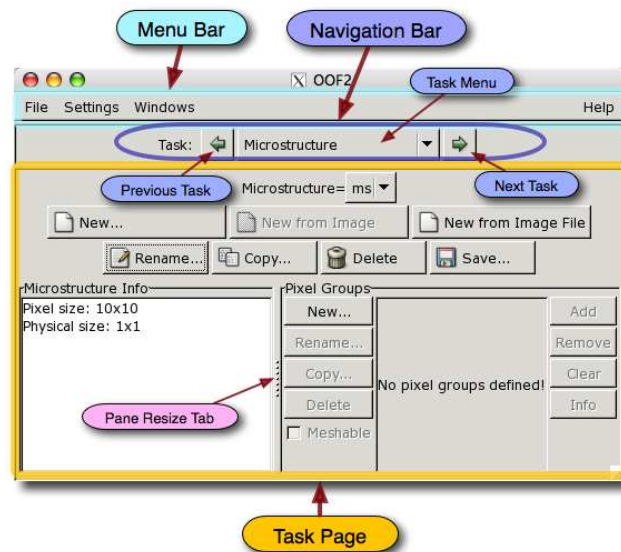 Menu Bar
Navigation Bar
X OOF2
Task Menu
File Settings Windows Help
Task: Microstructure
Previous Task
Next Task
Microstructure= ms
New... New from Image New from Image File
Rename... Copy... Delete Save...
Microstructure Info
Pixel size: 10x10
Physical size: 1x1
Pixel Groups
New...
Rename...
Copy...
Delete
Meshable
No pixel groups defined!
Add
Remove
Clear
Info
Pane Resize Tab
Task Page